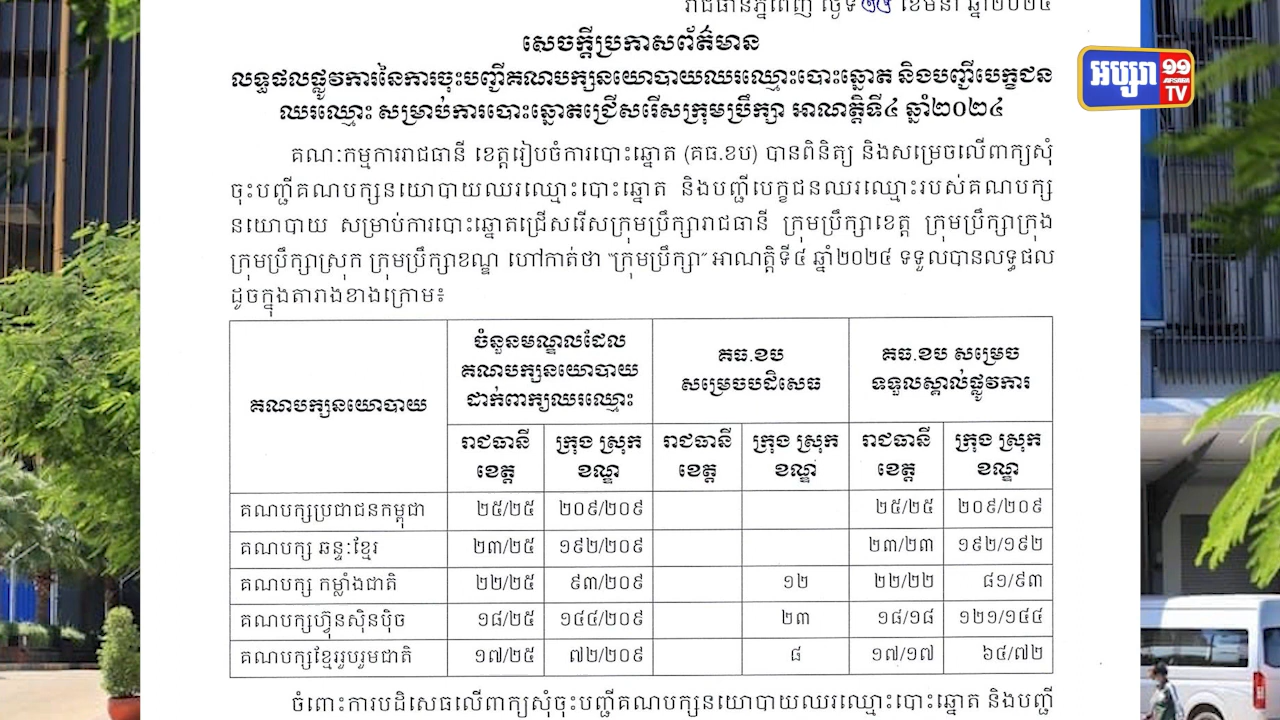 រាជធានីភ្នំពេញ ថ្ងៃទី២៥ ខែមីនា ឆ្នាំ២០២៤
សេចក្តីប្រកាសព័ត៌មាន
អប្សរា ១១
APSARA
TV
លទ្ធផលផ្លូវការនៃការចុះបញ្ជីគណបក្សនយោបាយឈរឈ្មោះបោះឆ្នោត និងបញ្ជីបេក្ខជន
ឈរឈ្មោះ សម្រាប់ការបោះឆ្នោតជ្រើសរើសក្រុមប្រឹក្សា អាណត្តិទី៤ ឆ្នាំ២០២៤
គណៈកម្មការរាជធានី ខេត្តរៀបចំការបោះឆ្នោត (គធ.ខប) បានពិនិត្យ និងសម្រេចលើពាក្យសុំ
ចុះបញ្ជីគណបក្សនយោបាយឈរឈ្មោះបោះឆ្នោត និងបញ្ជីបេក្ខជនឈរឈ្មោះរបស់គណបក្ស
នយោបាយ សម្រាប់ការបោះឆ្នោតជ្រើសរើសក្រុមប្រឹក្សារាជធានី ក្រុមប្រឹក្សាខេត្ត ក្រុមប្រឹក្សាក្រុង
ក្រុមប្រឹក្សាស្រុក ក្រុមប្រឹក្សាខណ្ឌ ហៅកាត់ថា “ក្រុមប្រឹក្សា” អាណត្តិទី៤ ឆ្នាំ២០២៤ ទទួលបានលទ្ធផល
ដូចក្នុងតារាងខាងក្រោម៖
គណបក្សនយោបាយ
ចំនួនមណ្ឌលដែល
គណបក្សនយោបាយ
ដាក់ពាក្យឈរឈ្មោះ
គធ.ខប
សម្រេចបដិសេធ
គធ.ខប សម្រេច
ទទួលស្គាល់ផ្លូវការ
រាជធានី ខេត្ត ក្រុង ស្រុក ខណ្ឌ រាជធានី ខេត្ត ក្រុង ស្រុក ខណ្ឌ រាជធានី ខេត្ត ក្រុង ស្រុក ខណ្ឌ
គណបក្សប្រជាជនកម្ពុជា ២៥/២៥ ២០៩/២០៩ ២៥/២៥ ២០៩/២០៩
គណបក្ស ឆន្ទៈខ្មែរ ២៣/២៥ ១៩២/២០៩ ២៣/២៣ ១៩២/១៩២
គណបក្ស កម្លាំងជាតិ ២២/២៥ ៩៣/២០៩ ១២ ២២/២២ ៨១/៩៣
គណបក្សហ៊្វុនស៊ិនប៉ិច ១៨/២៥ ១៤៤/២០៩ ២៣ ១៨/១៨ ១២១/១៤៤
គណបក្សខ្មែររួបរួមជាតិ ១៧/២៥ ៧២/២០៩ ៨ ១៧/១៧ ៦៤/៧២
ចំពោះការបដិសេធលើពាក្យសុំចុះបញ្ជីគណបក្សនយោបាយឈរឈ្មោះបោះឆ្នោត និងបញ្ជី